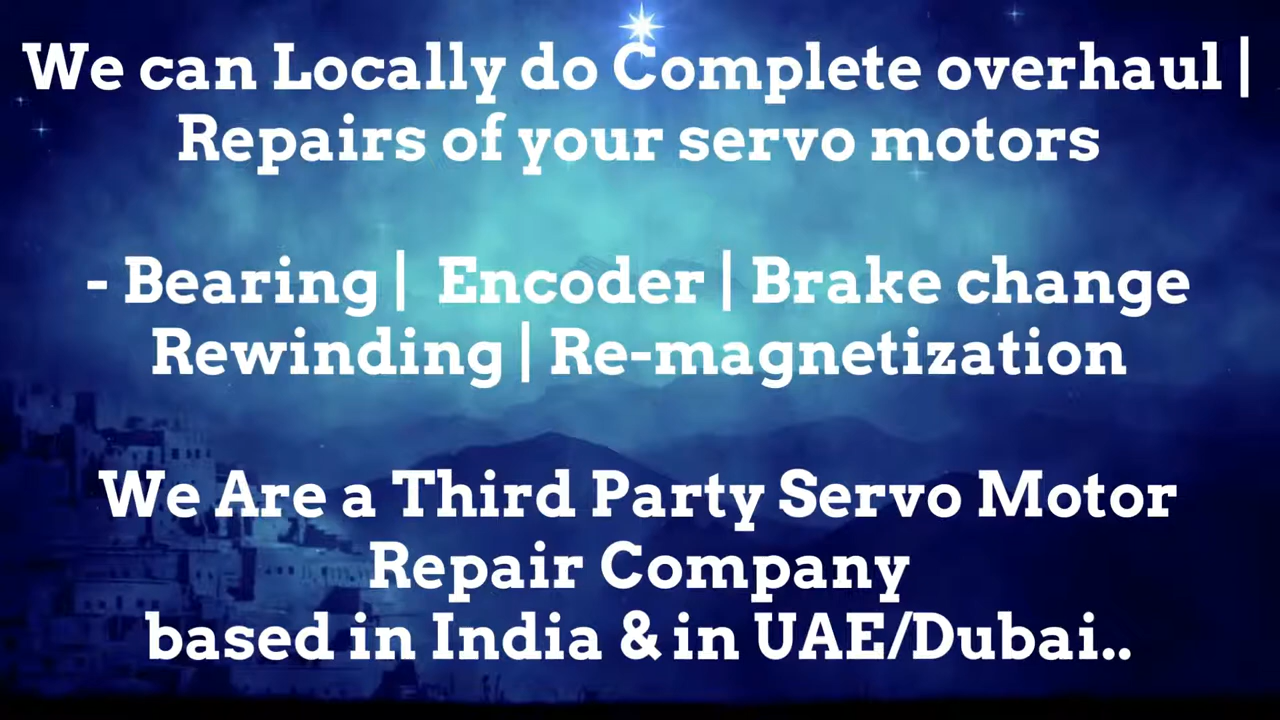 We can Locally do Complete overhaul |
Repairs of your servo motors
- Bearing | Encoder | Brake change
Rewinding | Re-magnetization
We Are a Third Party Servo Motor
Repair Company
based in India & in UAE/Dubai..